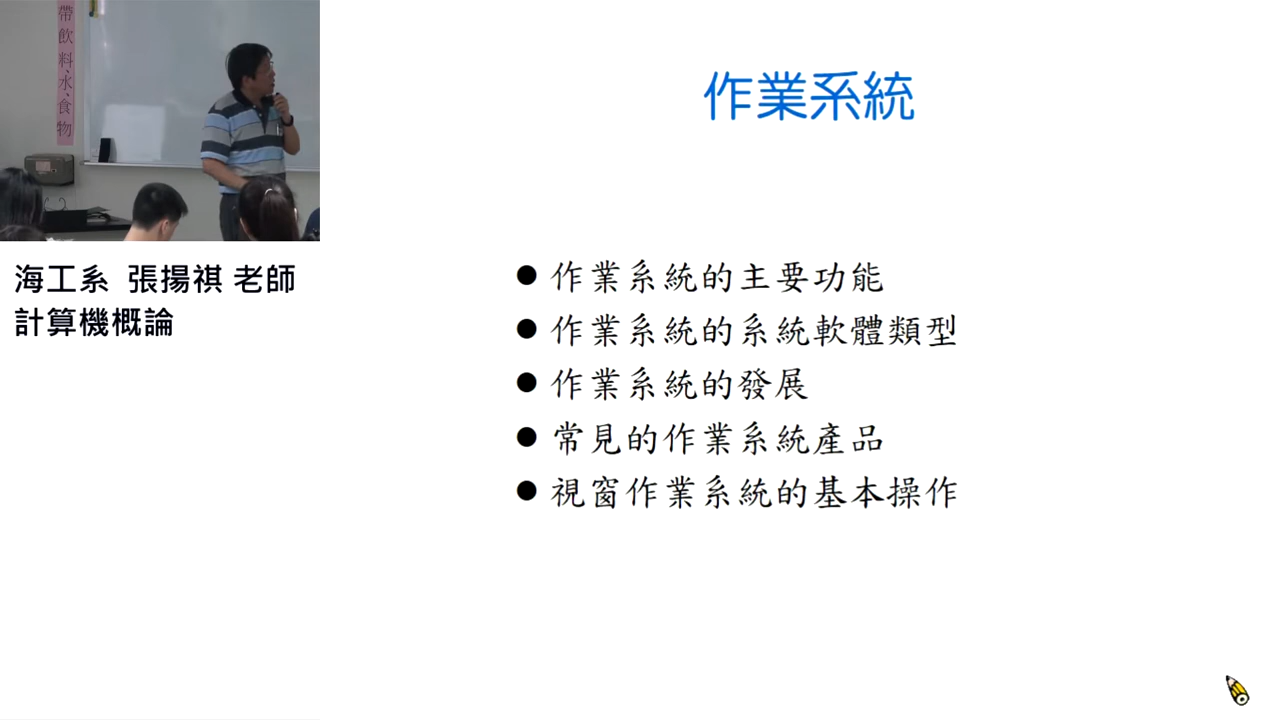 帶飲料、水、食物
海工系 張揚祺 老師
計算機概論
作業系統
● 作業系統的主要功能
● 作業系統的系統軟體類型
● 作業系統的發展
● 常見的作業系統產品
● 視窗作業系統的基本操作